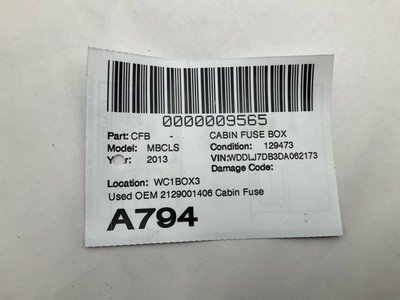 0000009565
Part: CFB - CABIN FUSE BOX
Model: MBCLS Condition: 129473
Year: 2013 VIN:WDDLJ7DB3DA062173
Damage Code:
Location: WC1BOX3
Used OEM 2129001406 Cabin Fuse
A794